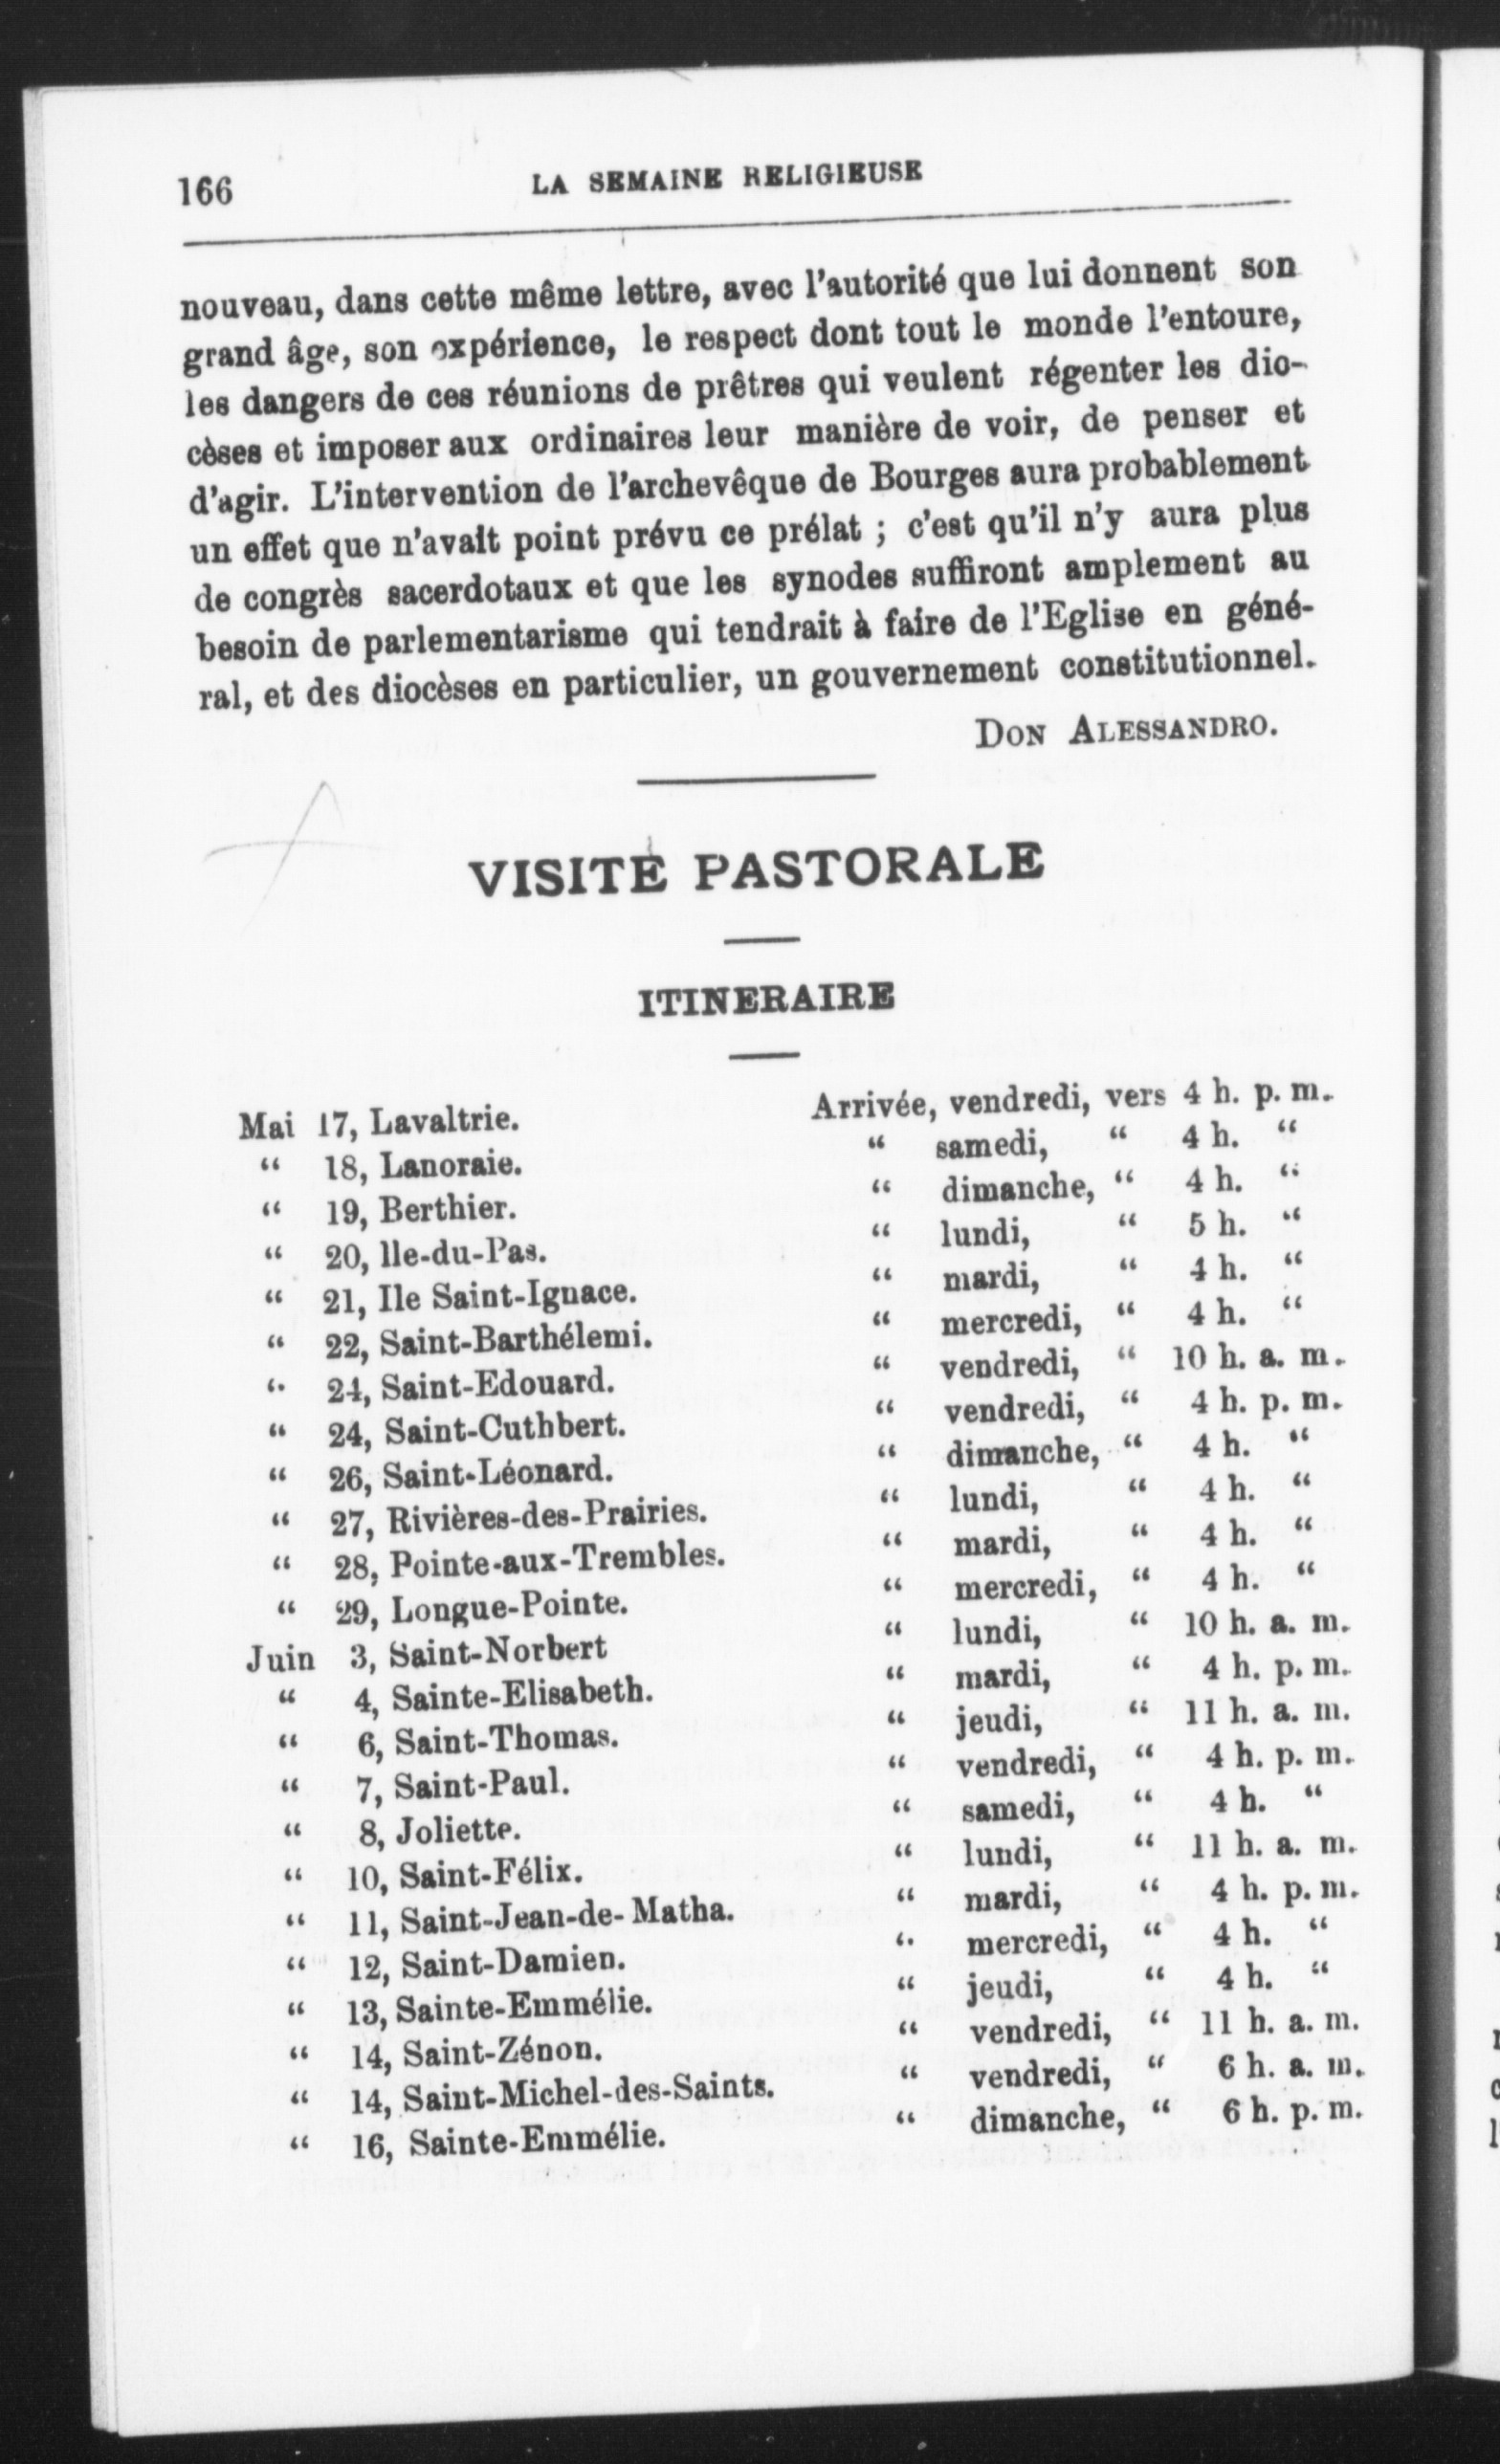 166 LA SEMAINE RELIGIEUSE
nouveau, dans cette même lettre, avec l'autorité que lui donnent son
grand âge, son expérience, le respect dont tout le monde l'entoure,
les dangers de ces réunions de prêtres qui veulent régenter les dio-
cèses et imposer aux ordinaires leur manière de voir, de penser et
d'agir. L'intervention de l'archevêque de Bourges aura probablement
un effet que n'avait point prévu ce prélat ; c'est qu'il n'y aura plus
de congrès sacerdotaux et que les synodes suffiront amplement au
besoin de parlementarisme qui tendrait à faire de l'Eglise en géné-
ral, et des diocèses en particulier, un gouvernement constitutionnel.
DON ALESSANDRO.
VISITE PASTORALE
ITINERAIRE
Mai 17, Lavaltrie. Arrivée, vendredi, vers 4 h. p. m.
“ 18, Lanoraie. “ samedi, “ 4 h. “
“ 19, Berthier. “ dimanche, “ 4 h. “
“ 20, Ile-du-Pas. “ lundi, “ 5 h. “
“ 21, Ile Saint-Ignace. “ mardi, “ 4 h. “
“ 22, Saint-Barthélemi. “ mercredi, “ 4 h. “
“ 24, Saint-Edouard. “ vendredi, “ 10 h. a. m.
“ 24, Saint-Cuthbert. “ vendredi, “ 4 h. p. m.
“ 26, Saint-Léonard. “ dimanche, “ 4 h. “
“ 27, Rivières-des-Prairies. “ lundi, “ 4 h. “
“ 28, Pointe-aux-Trembles. “ mardi, “ 4 h. “
“ 29, Longue-Pointe. “ mercredi, “ 4 h. “
Juin 3, Saint-Norbert “ lundi, “ 10 h. a. m.
“ 4, Sainte-Elisabeth. “ mardi, “ 4 h. p. m.
“ 6, Saint-Thomas. “ jeudi, “ 11 h. a. m.
“ 7, Saint-Paul. “ vendredi, “ 4 h. p. m.
“ 8, Joliette. “ samedi, “ 4 h. “
“ 10, Saint-Félix. “ lundi, “ 11 h. a. m.
“ 11, Saint-Jean-de-Matha. “ mardi, “ 4 h. p. m.
“ 12, Saint-Damien. “ mercredi, “ 4 h. “
“ 13, Sainte-Emmélie. “ jeudi, “ 4 h. “
“ 14, Saint-Zénon. “ vendredi, “ 11 h. a. m.
“ 14, Saint-Michel-des-Saints. “ vendredi, “ 6 h. a. m.
“ 16, Sainte-Emmélie. “ dimanche, “ 6 h. p. m.